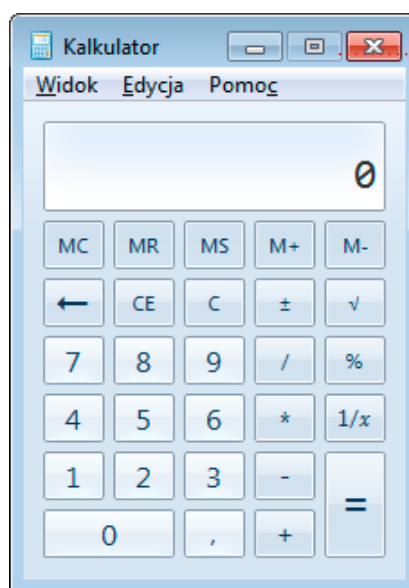 Kalkulator
Widok Edycja Pomoc
0
MC MR MS M+ M-
← CE C ± √
7 8 9 / %
4 5 6 * 1/x
1 2 3 - =
0 , +